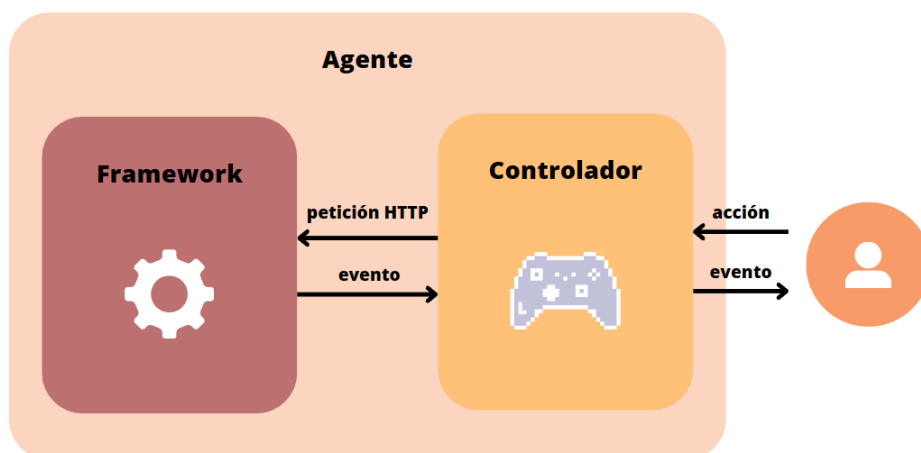 Agente
Framework
Controlador
petición HTTP
acción
evento
evento